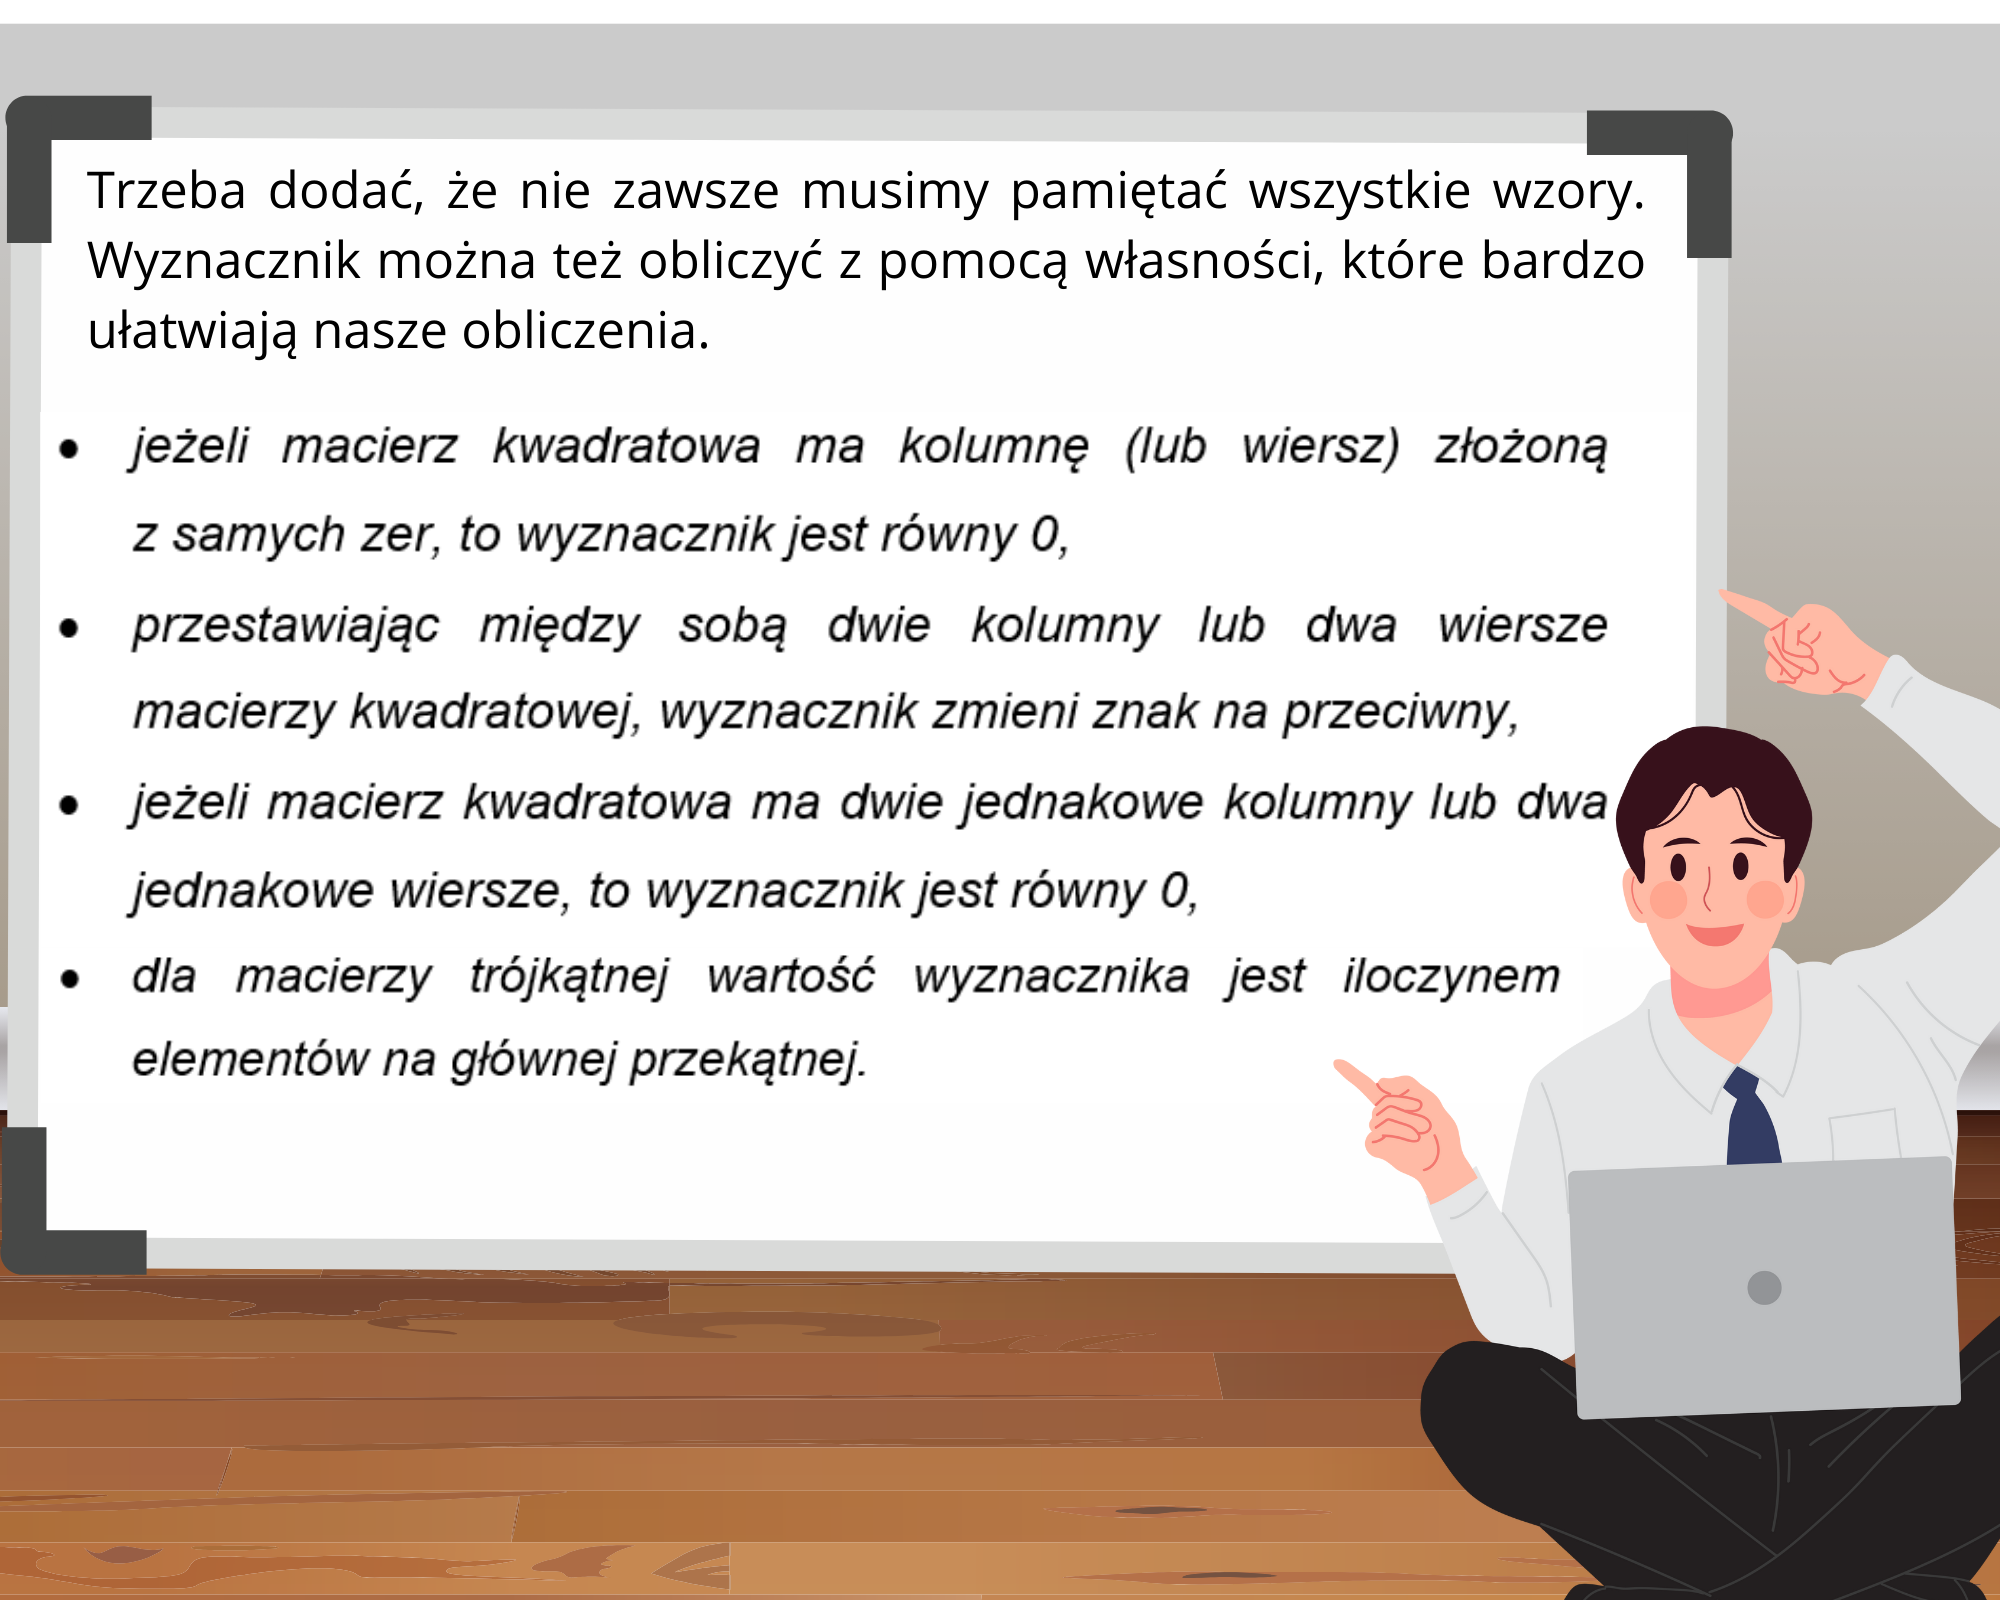 Trzeba dodać, że nie zawsze musimy pamiętać wszystkie wzory.
Wyznacznik można też obliczyć z pomocą własności, które bardzo
ułatwiają nasze obliczenia.
• jeżeli macierz kwadratowa ma kolumnę (lub wiersz) złożoną
z samych zer, to wyznacznik jest równy 0,
• przestawiając między sobą dwie kolumny lub dwa wiersze
macierzy kwadratowej, wyznacznik zmieni znak na przeciwny,
• jeżeli macierz kwadratowa ma dwie jednakowe kolumny lub dwa
jednakowe wiersze, to wyznacznik jest równy 0,
• dla macierzy trójkątnej wartość wyznacznika jest iloczynem
elementów na głównej przekątnej.